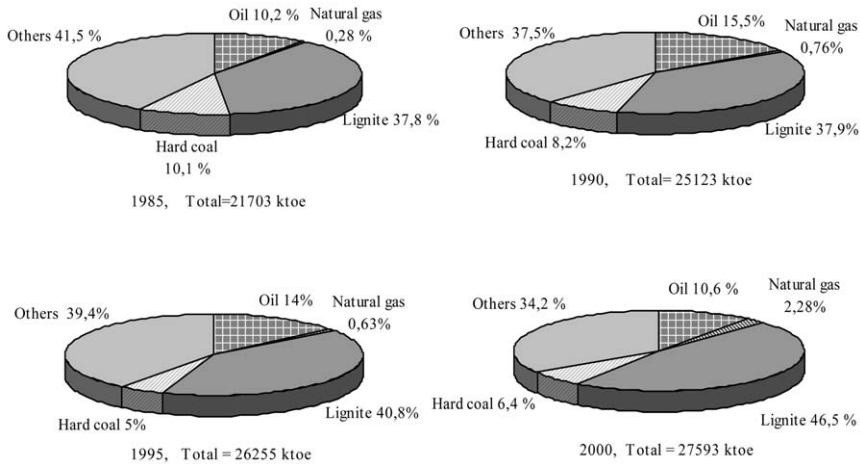 Oil 10,2 %
Natural gas
0,28 %
Others 41,5 %
Lignite 37,8 %
Hard coal
10,1 %
1985, Total=21703 ktoe
Oil 15,5%
Natural gas
0,76%
Others 37,5%
Lignite 37,9%
Hard coal 8,2%
1990, Total= 25123 ktoe
Oil 14%
Natural gas
0,63%
Others 39,4%
Lignite 40,8%
Hard coal 5%
1995, Total = 26255 ktoe
Oil 10,6 %
Natural gas
2,28%
Others 34,2 %
Hard coal 6,4 %
Lignite 46,5 %
2000, Total = 27593 ktoe